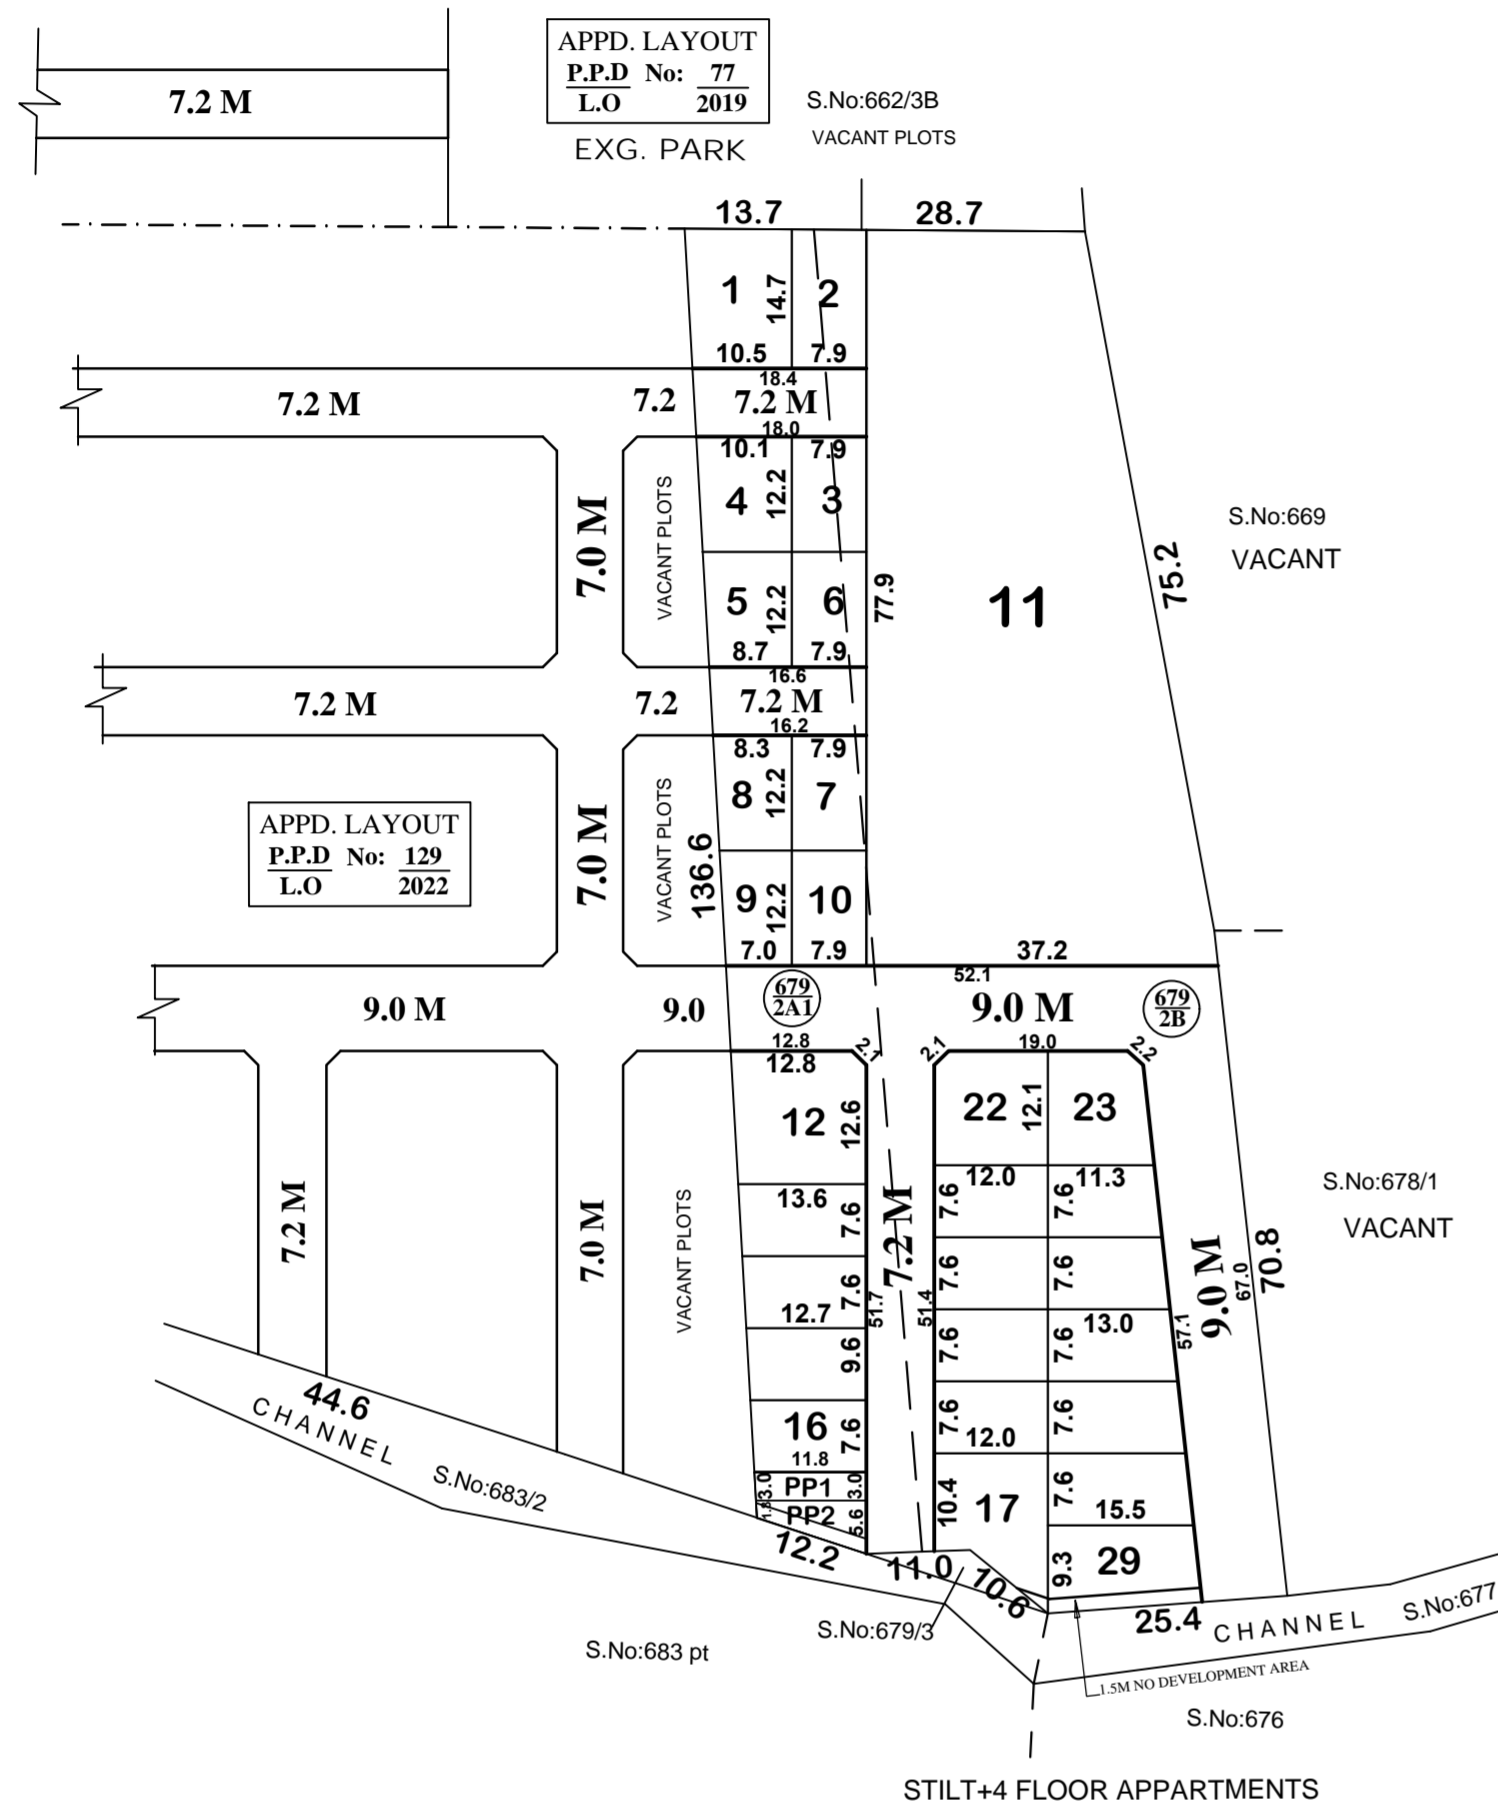 APPD. LAYOUT
P.P.D No: 77
L.O 2019
EXG. PARK
S.No:662/3B
VACANT PLOTS
7.2 M
13.7
28.7
1
14.7
2
10.5
7.9
18.4
7.2 M
7.2
7.2 M
18.0
10.1
7.9
4
12.2
3
7.0 M
VACANT PLOTS
5
12.2
6
8.7
7.9
77.9
11
75.2
S.No:669
VACANT
16.6
7.2 M
7.2
7.2 M
16.2
8.3
7.9
8
12.2
7
APPD. LAYOUT
P.P.D No: 129
L.O 2022
7.0 M
VACANT PLOTS
136.6
9
12.2
10
7.0
7.9
37.2
52.1
9.0 M
9.0
679
2A1
9.0 M
679
2B
12.8
12.8
2.1
2.1
19.0
2.2
12
12.6
22
12.1
23
13.6
7.6
7.2 M
7.6
12.0
7.6
11.3
S.No:678/1
VACANT
7.2 M
7.0 M
VACANT PLOTS
7.6
12.7
51.7
51.4
7.6
7.6
13.0
57.1
9.0 M
67.0
70.8
9.6
7.6
7.6
16
7.6
11.8
7.6
12.0
7.6
44.6
CHANNEL
S.No:683/2
3.0
PP1
3.0
PP2
5.6
10.4
17
7.6
15.5
12.2
11.0
10.6
9.3
29
25.4
CHANNEL
S.No:677
S.No:679/3
S.No:683 pt
1.5M NO DEVELOPMENT AREA
S.No:676
STILT+4 FLOOR APPARTMENTS